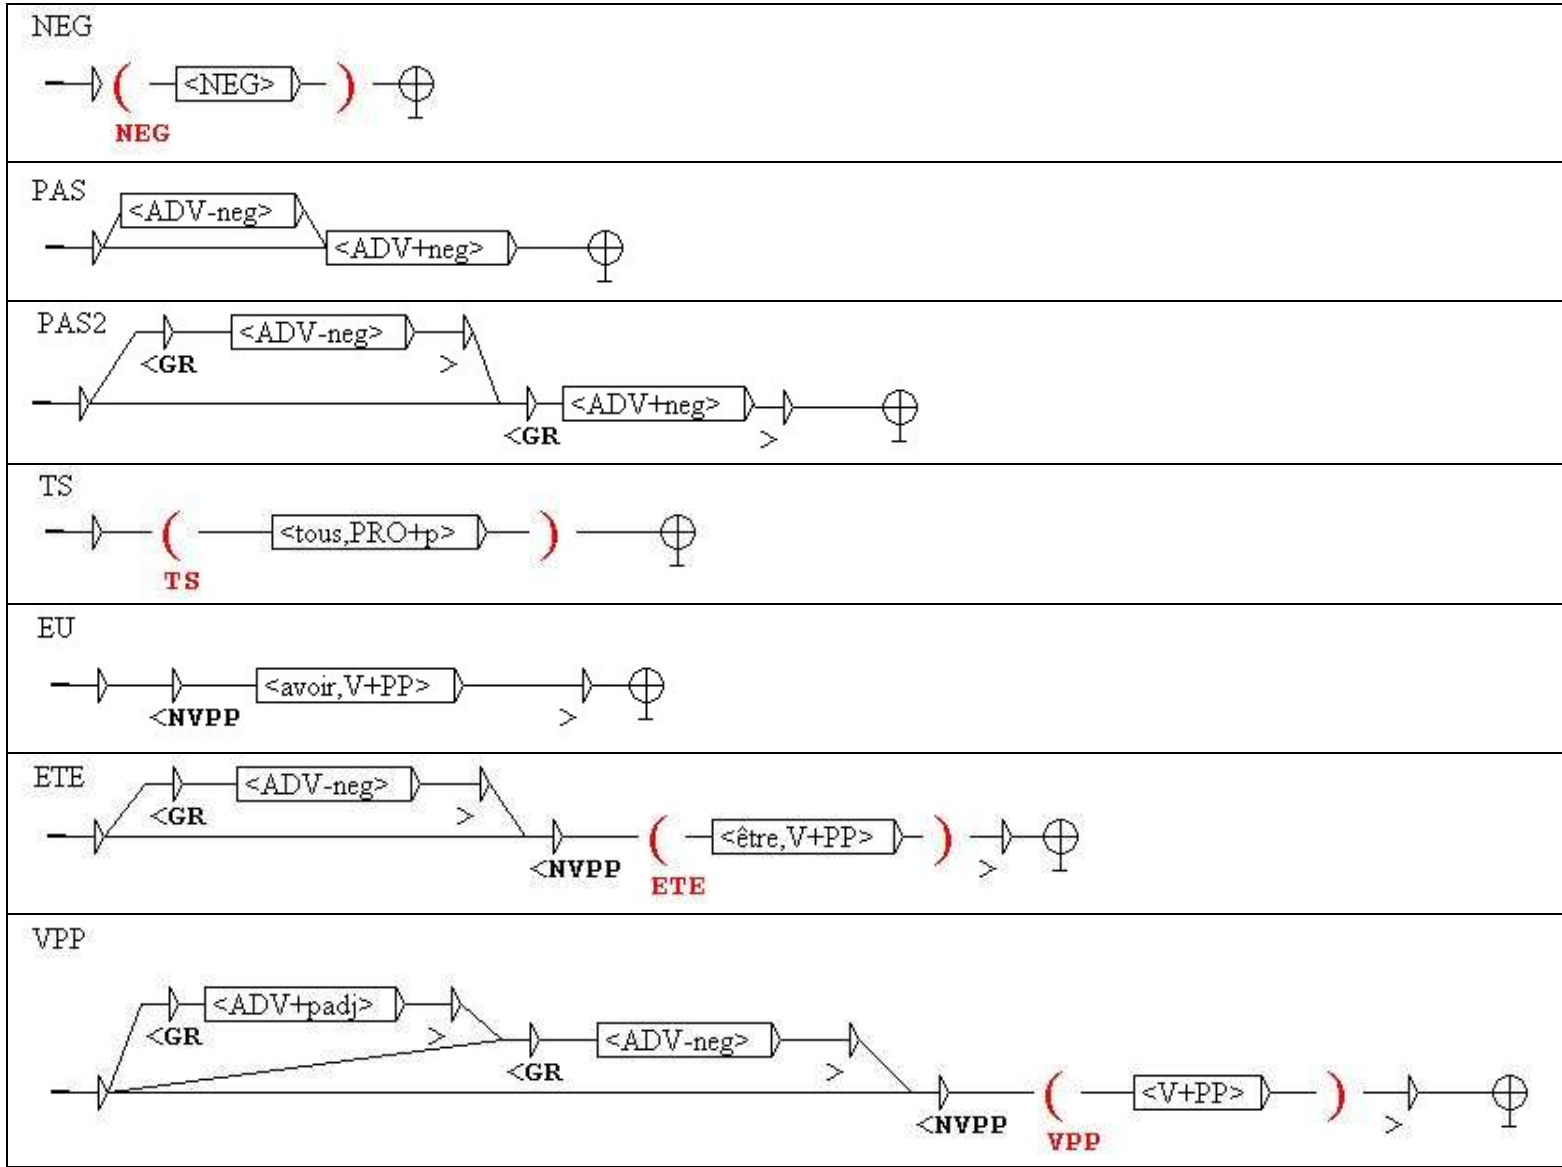 NEG
( <NEG> )
NEG
PAS
<ADV-neg>
<ADV+neg>
PAS2
<ADV-neg>
<GR >
<ADV+neg>
<GR >
TS
( <tous,PRO+p> )
TS
EU
<avoir,V+PP>
<NVPP >
ETE
<ADV-neg>
<GR >
( <être,V+PP> )
<NVPP >
ETE
VPP
<ADV+padj>
<GR >
<ADV-neg>
<GR >
( <V+PP> )
<NVPP >
VPP